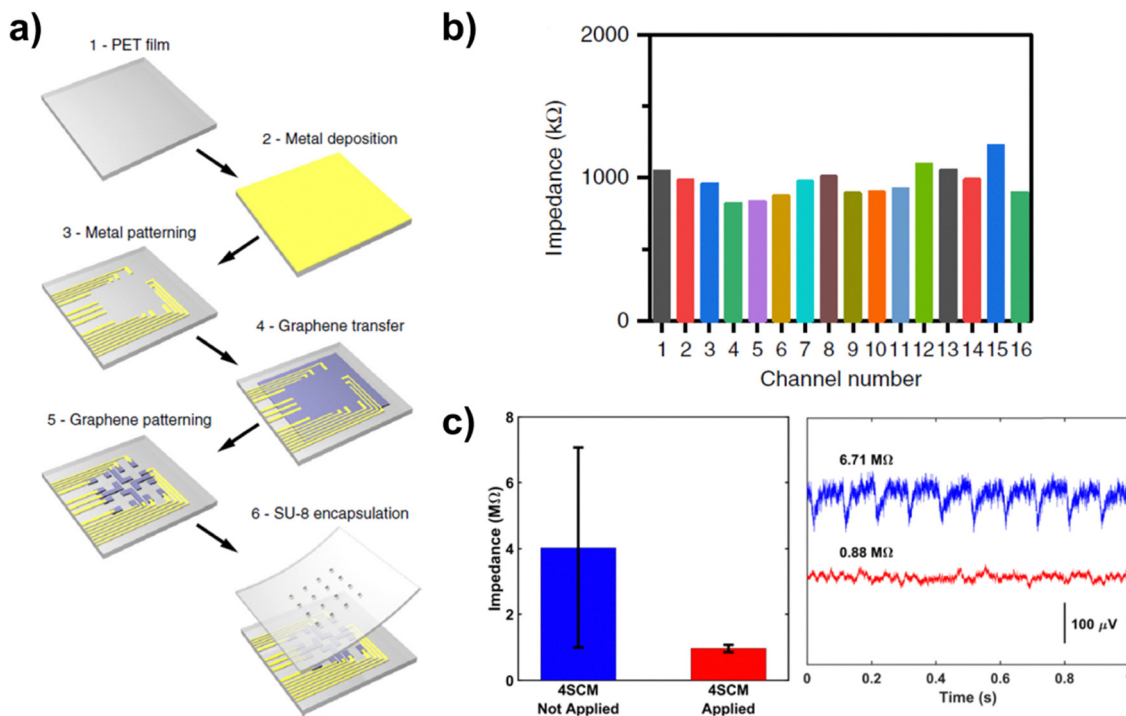 a)
1 - PET film
2 - Metal deposition
3 - Metal patterning
4 - Graphene transfer
5 - Graphene patterning
6 - SU-8 encapsulation
b)
2000
1000
0
Impedance (kΩ)
1 2 3 4 5 6 7 8 9 10 11 12 13 14 15 16
Channel number
c)
8
6
4
2
0
Impedance (MΩ)
4SCM
Not Applied
4SCM
Applied
6.71 MΩ
0.88 MΩ
100 μV
0 0.2 0.4 0.6 0.8 1
Time (s)